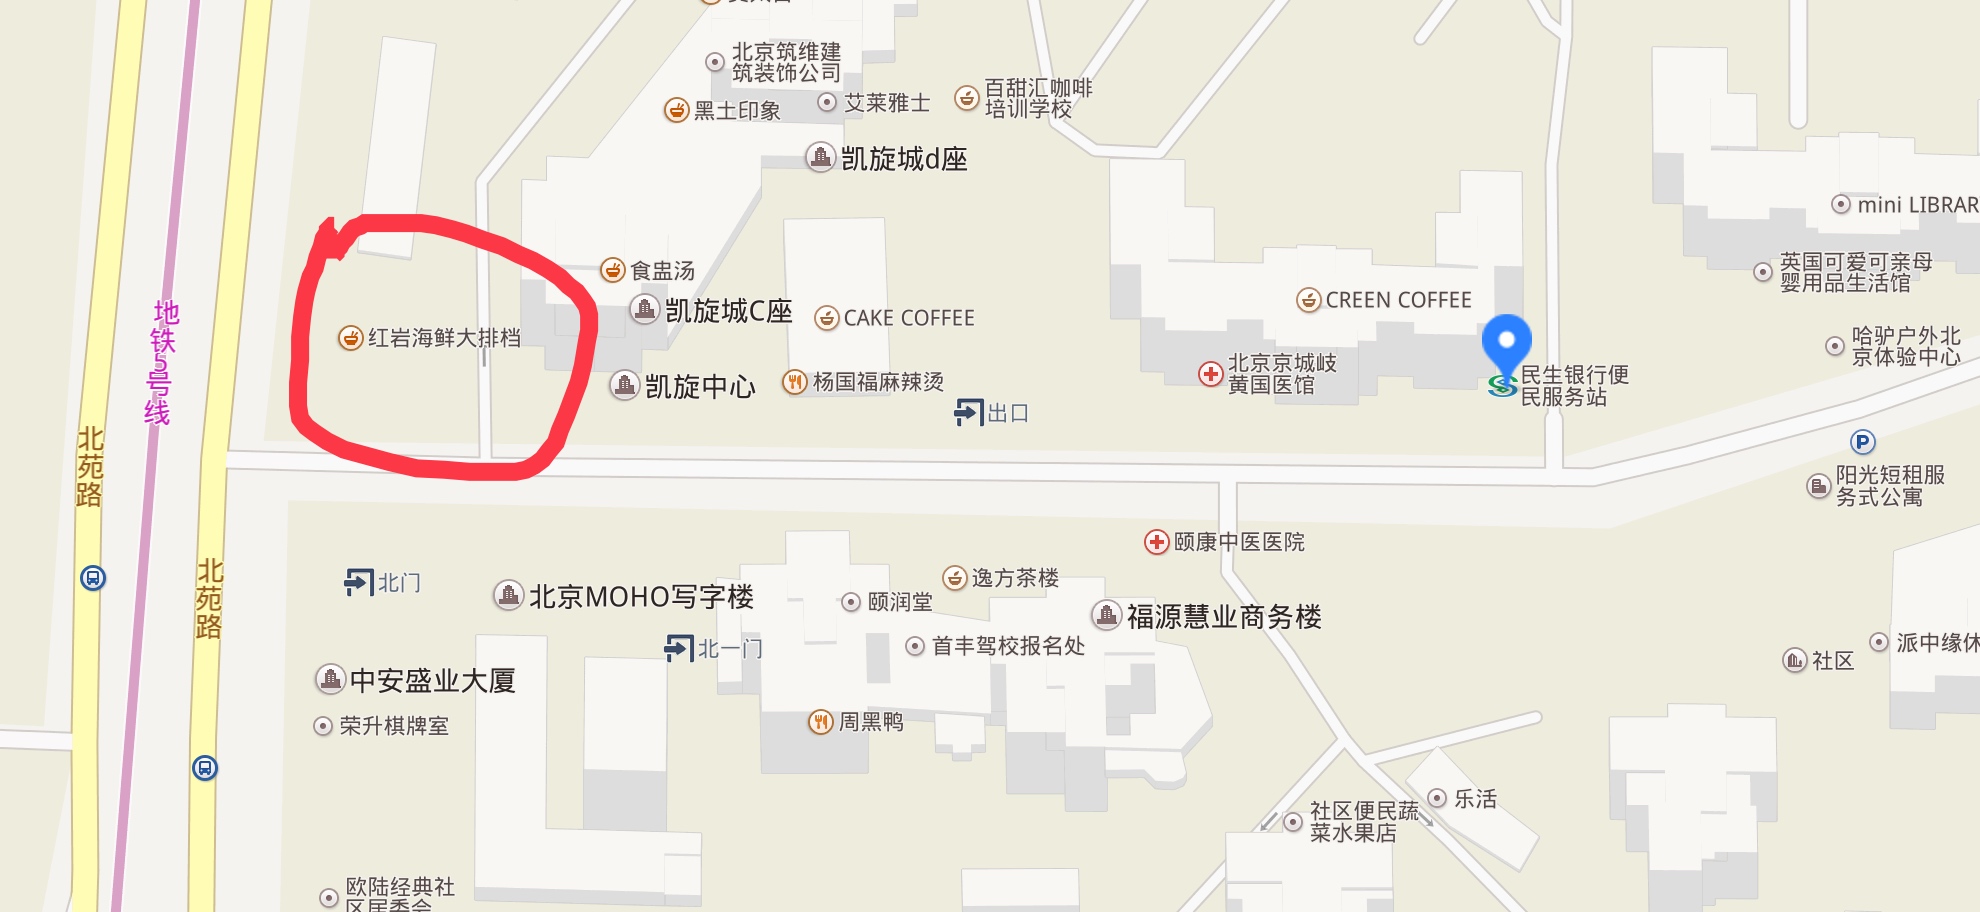 北京筑维建
筑装饰公司
黑土印象
艾莱雅士
百甜汇咖啡
培训学校
凯旋城d座
mini LIBRAR
食盅汤
凯旋城C座
CAKE COFFEE
CREEN COFFEE
英国可爱可亲母
婴用品生活馆
红岩海鲜大排档
哈驴户外北
京体验中心
地铁5号线
凯旋中心
杨国福麻辣烫
北京京城岐
黄国医馆
民生银行便
民服务站
出口
北苑路
P
阳光短租服
务式公寓
颐康中医医院
北苑路
北门
北京MOHO写字楼
逸方茶楼
颐润堂
福源慧业商务楼
首丰驾校报名处
北一门
派中缘休
社区
中安盛业大厦
荣升棋牌室
周黑鸭
乐活
社区便民蔬
菜水果店
欧陆经典社